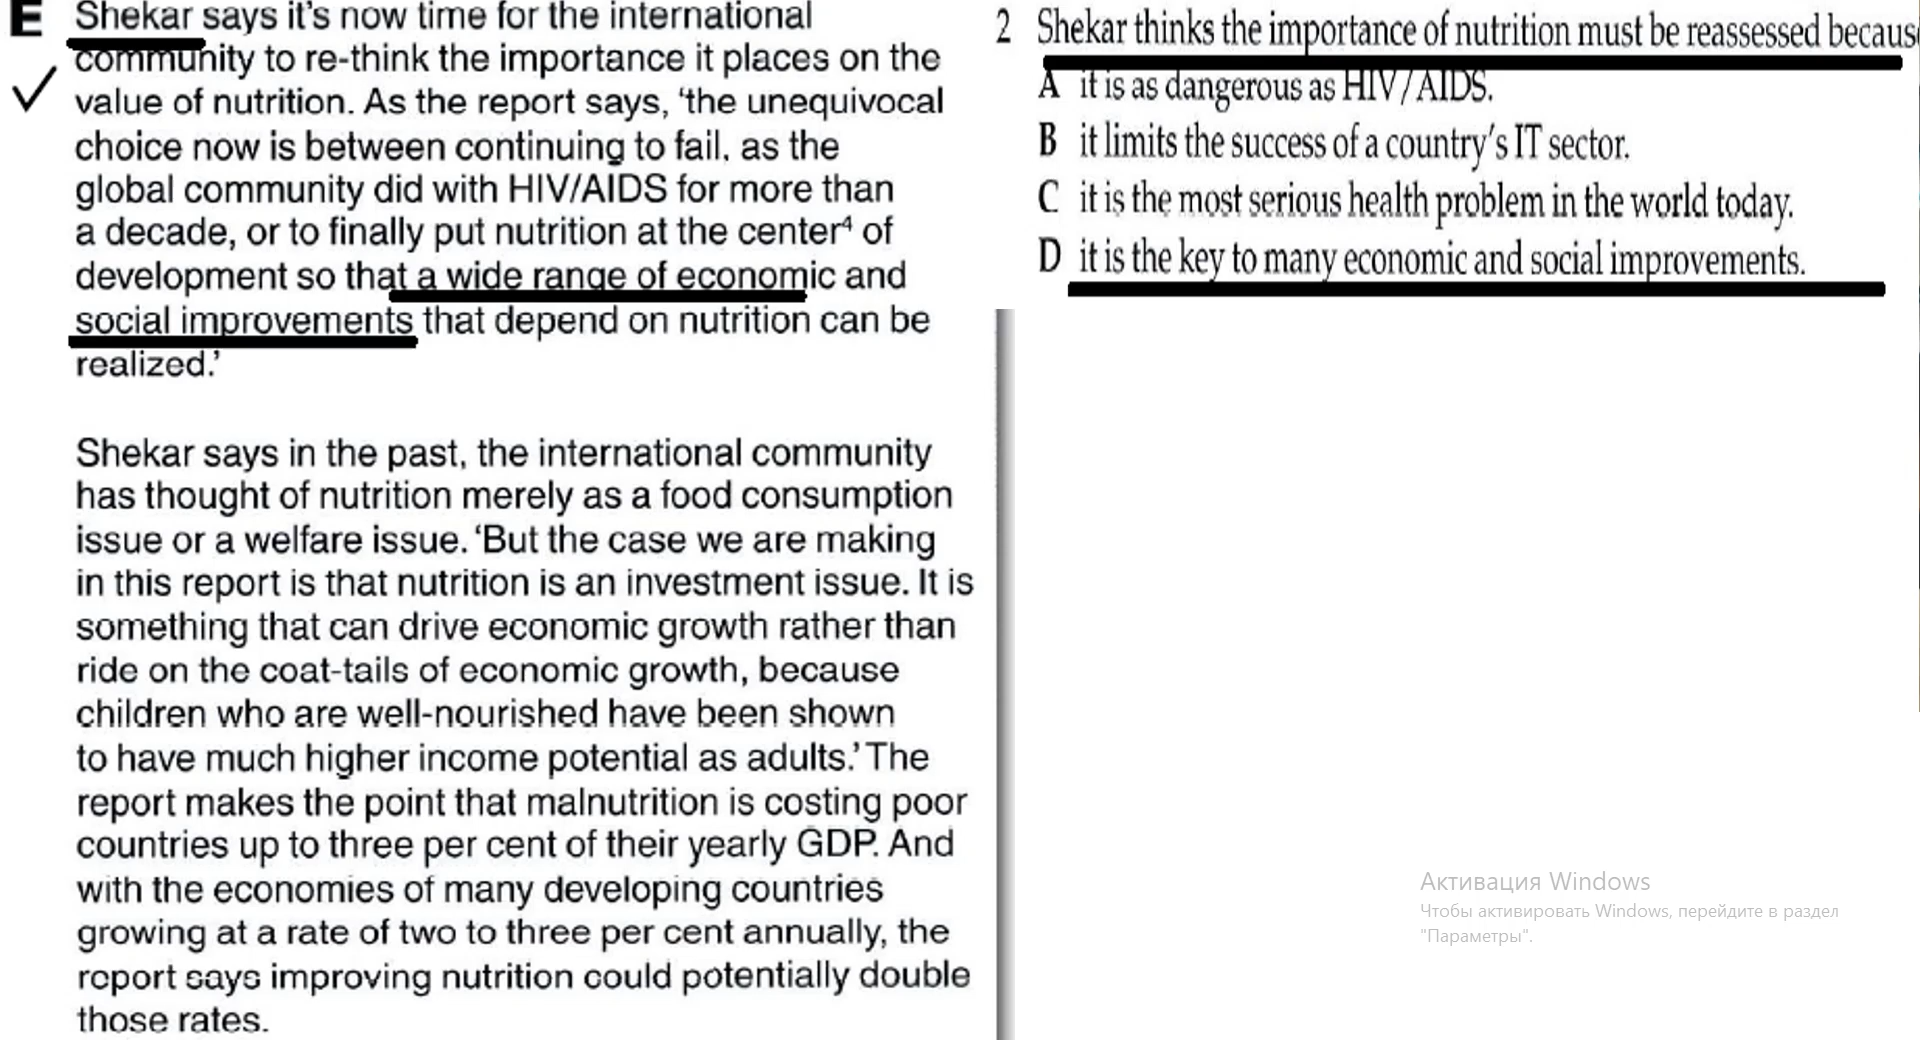 E Shekar says it's now time for the international
community to re-think the importance it places on the
value of nutrition. As the report says, 'the unequivocal
choice now is between continuing to fail, as the
global community did with HIV/AIDS for more than
a decade, or to finally put nutrition at the center⁴ of
development so that a wide range of economic and
social improvements that depend on nutrition can be
realized.'
Shekar says in the past, the international community
has thought of nutrition merely as a food consumption
issue or a welfare issue. 'But the case we are making
in this report is that nutrition is an investment issue. It is
something that can drive economic growth rather than
ride on the coat-tails of economic growth, because
children who are well-nourished have been shown
to have much higher income potential as adults.' The
report makes the point that malnutrition is costing poor
countries up to three per cent of their yearly GDP. And
with the economies of many developing countries
growing at a rate of two to three per cent annually, the
report says improving nutrition could potentially double
those rates.
2 Shekar thinks the importance of nutrition must be reassessed becaus
A it is as dangerous as HIV/AIDS.
B it limits the success of a country's IT sector.
C it is the most serious health problem in the world today.
D it is the key to many economic and social improvements.
Активация Windows
Чтобы активировать Windows, перейдите в раздел
"Параметры".